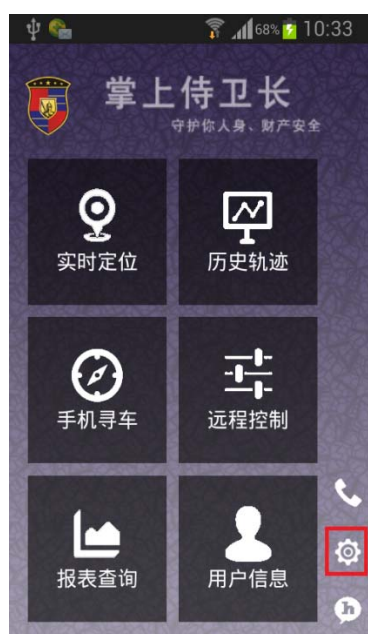 68% 10:33
掌上侍卫长
守护你人身、财产安全
实时定位 历史轨迹
手机寻车 远程控制
报表查询 用户信息
h